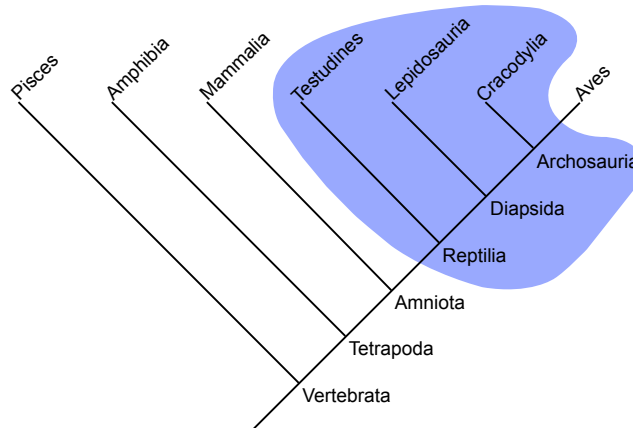 Pisces
Amphibia
Mammalia
Testudines
Lepidosauria
Cracodylia
Aves
Archosauria
Diapsida
Reptilia
Amniota
Tetrapoda
Vertebrata